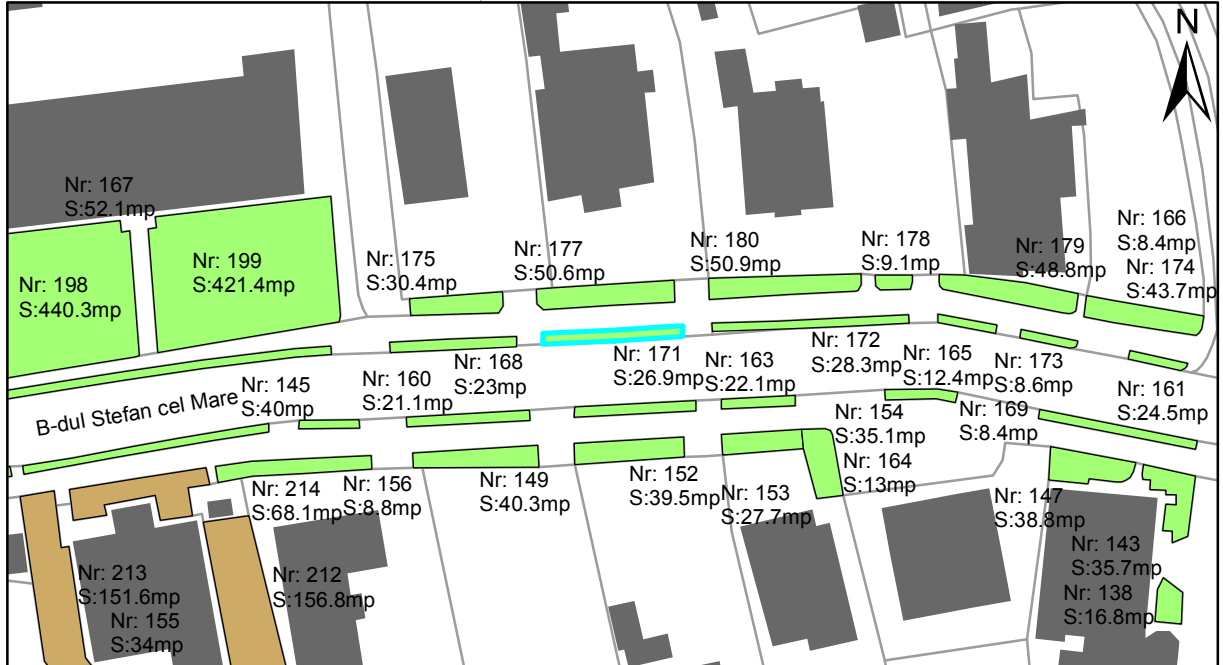 N
Nr: 167
S:52.1mp
Nr: 198
S:440.3mp
Nr: 199
S:421.4mp
Nr: 175
S:30.4mp
Nr: 177
S:50.6mp
Nr: 180
S:50.9mp
Nr: 178
S:9.1mp
Nr: 179
S:48.8mp
Nr: 166
S:8.4mp
Nr: 174
S:43.7mp
B-dul Stefan cel Mare
Nr: 145
S:40mp
Nr: 160
S:21.1mp
Nr: 168
S:23mp
Nr: 171
S:26.9mp
Nr: 163
S:22.1mp
Nr: 172
S:28.3mp
Nr: 165
S:12.4mp
Nr: 173
S:8.6mp
Nr: 161
S:24.5mp
Nr: 214
S:68.1mp
Nr: 156
S:8.8mp
Nr: 149
S:40.3mp
Nr: 152
S:39.5mp
Nr: 153
S:27.7mp
Nr: 154
S:35.1mp
Nr: 164
S:13mp
Nr: 169
S:8.4mp
Nr: 147
S:38.8mp
Nr: 143
S:35.7mp
Nr: 138
S:16.8mp
Nr: 213
S:151.6mp
Nr: 155
S:34mp
Nr: 212
S:156.8mp